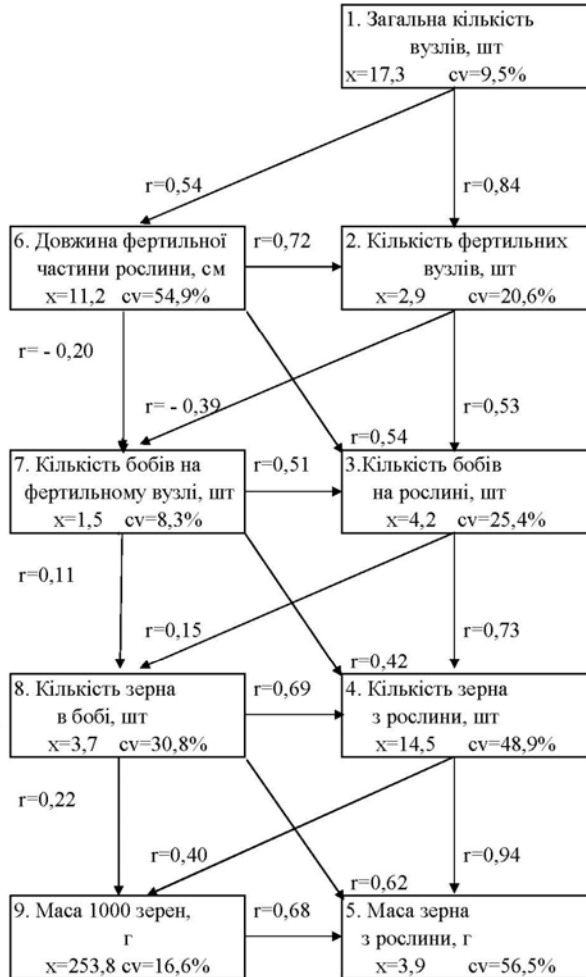 1. Загальна кількість
вузлів, шт
x=17,3 cv=9,5%
r=0,54
r=0,84
6. Довжина фертильної
частини рослини, см
x=11,2 cv=54,9%
r=0,72
2. Кількість фертильних
вузлів, шт
x=2,9 cv=20,6%
r= - 0,20
r= - 0,39
r=0,53
r=0,54
7. Кількість бобів на
фертильному вузлі, шт
x=1,5 cv=8,3%
r=0,51
3.Кількість бобів
на рослині, шт
x=4,2 cv=25,4%
r=0,11
r=0,15
r=0,73
r=0,42
8. Кількість зерна
в бобі, шт
x=3,7 cv=30,8%
r=0,69
4. Кількість зерна
з рослини, шт
x=14,5 cv=48,9%
r=0,22
r=0,40
r=0,94
r=0,62
9. Маса 1000 зерен,
г
x=253,8 cv=16,6%
r=0,68
5. Маса зерна
з рослини, г
x=3,9 cv=56,5%